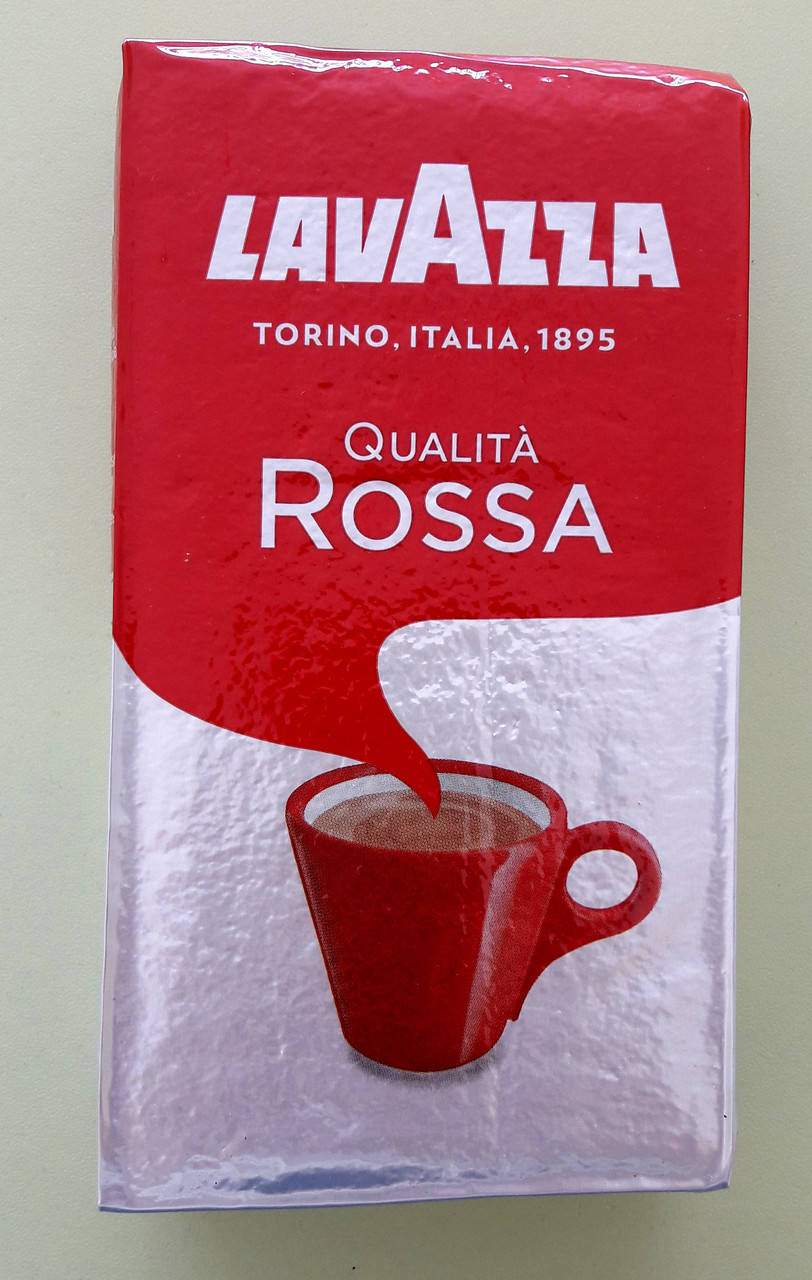 LAVAZZA
TORINO, ITALIA, 1895
QUALITÀ
ROSSA